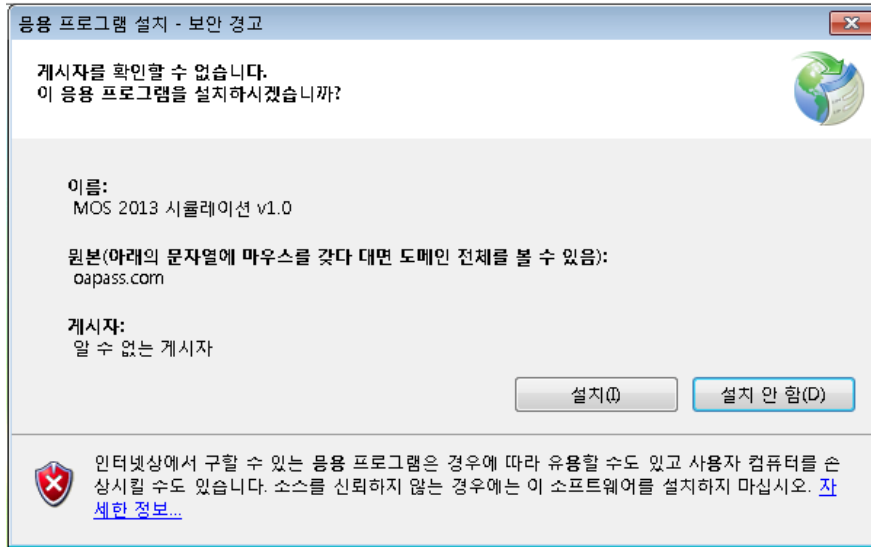 응용 프로그램 설치 - 보안 경고
게시자를 확인할 수 없습니다.
이 응용 프로그램을 설치하시겠습니까?
이름:
MOS 2013 시뮬레이션 v1.0
원본(아래의 문자열에 마우스를 갖다 대면 도메인 전체를 볼 수 있음):
oapass.com
게시자:
알 수 없는 게시자
설치(I)
설치 안 함(D)
인터넷상에서 구할 수 있는 응용 프로그램은 경우에 따라 유용할 수도 있고 사용자 컴퓨터를 손
상시킬 수도 있습니다. 소스를 신뢰하지 않는 경우에는 이 소프트웨어를 설치하지 마십시오. 자
세한 정보...